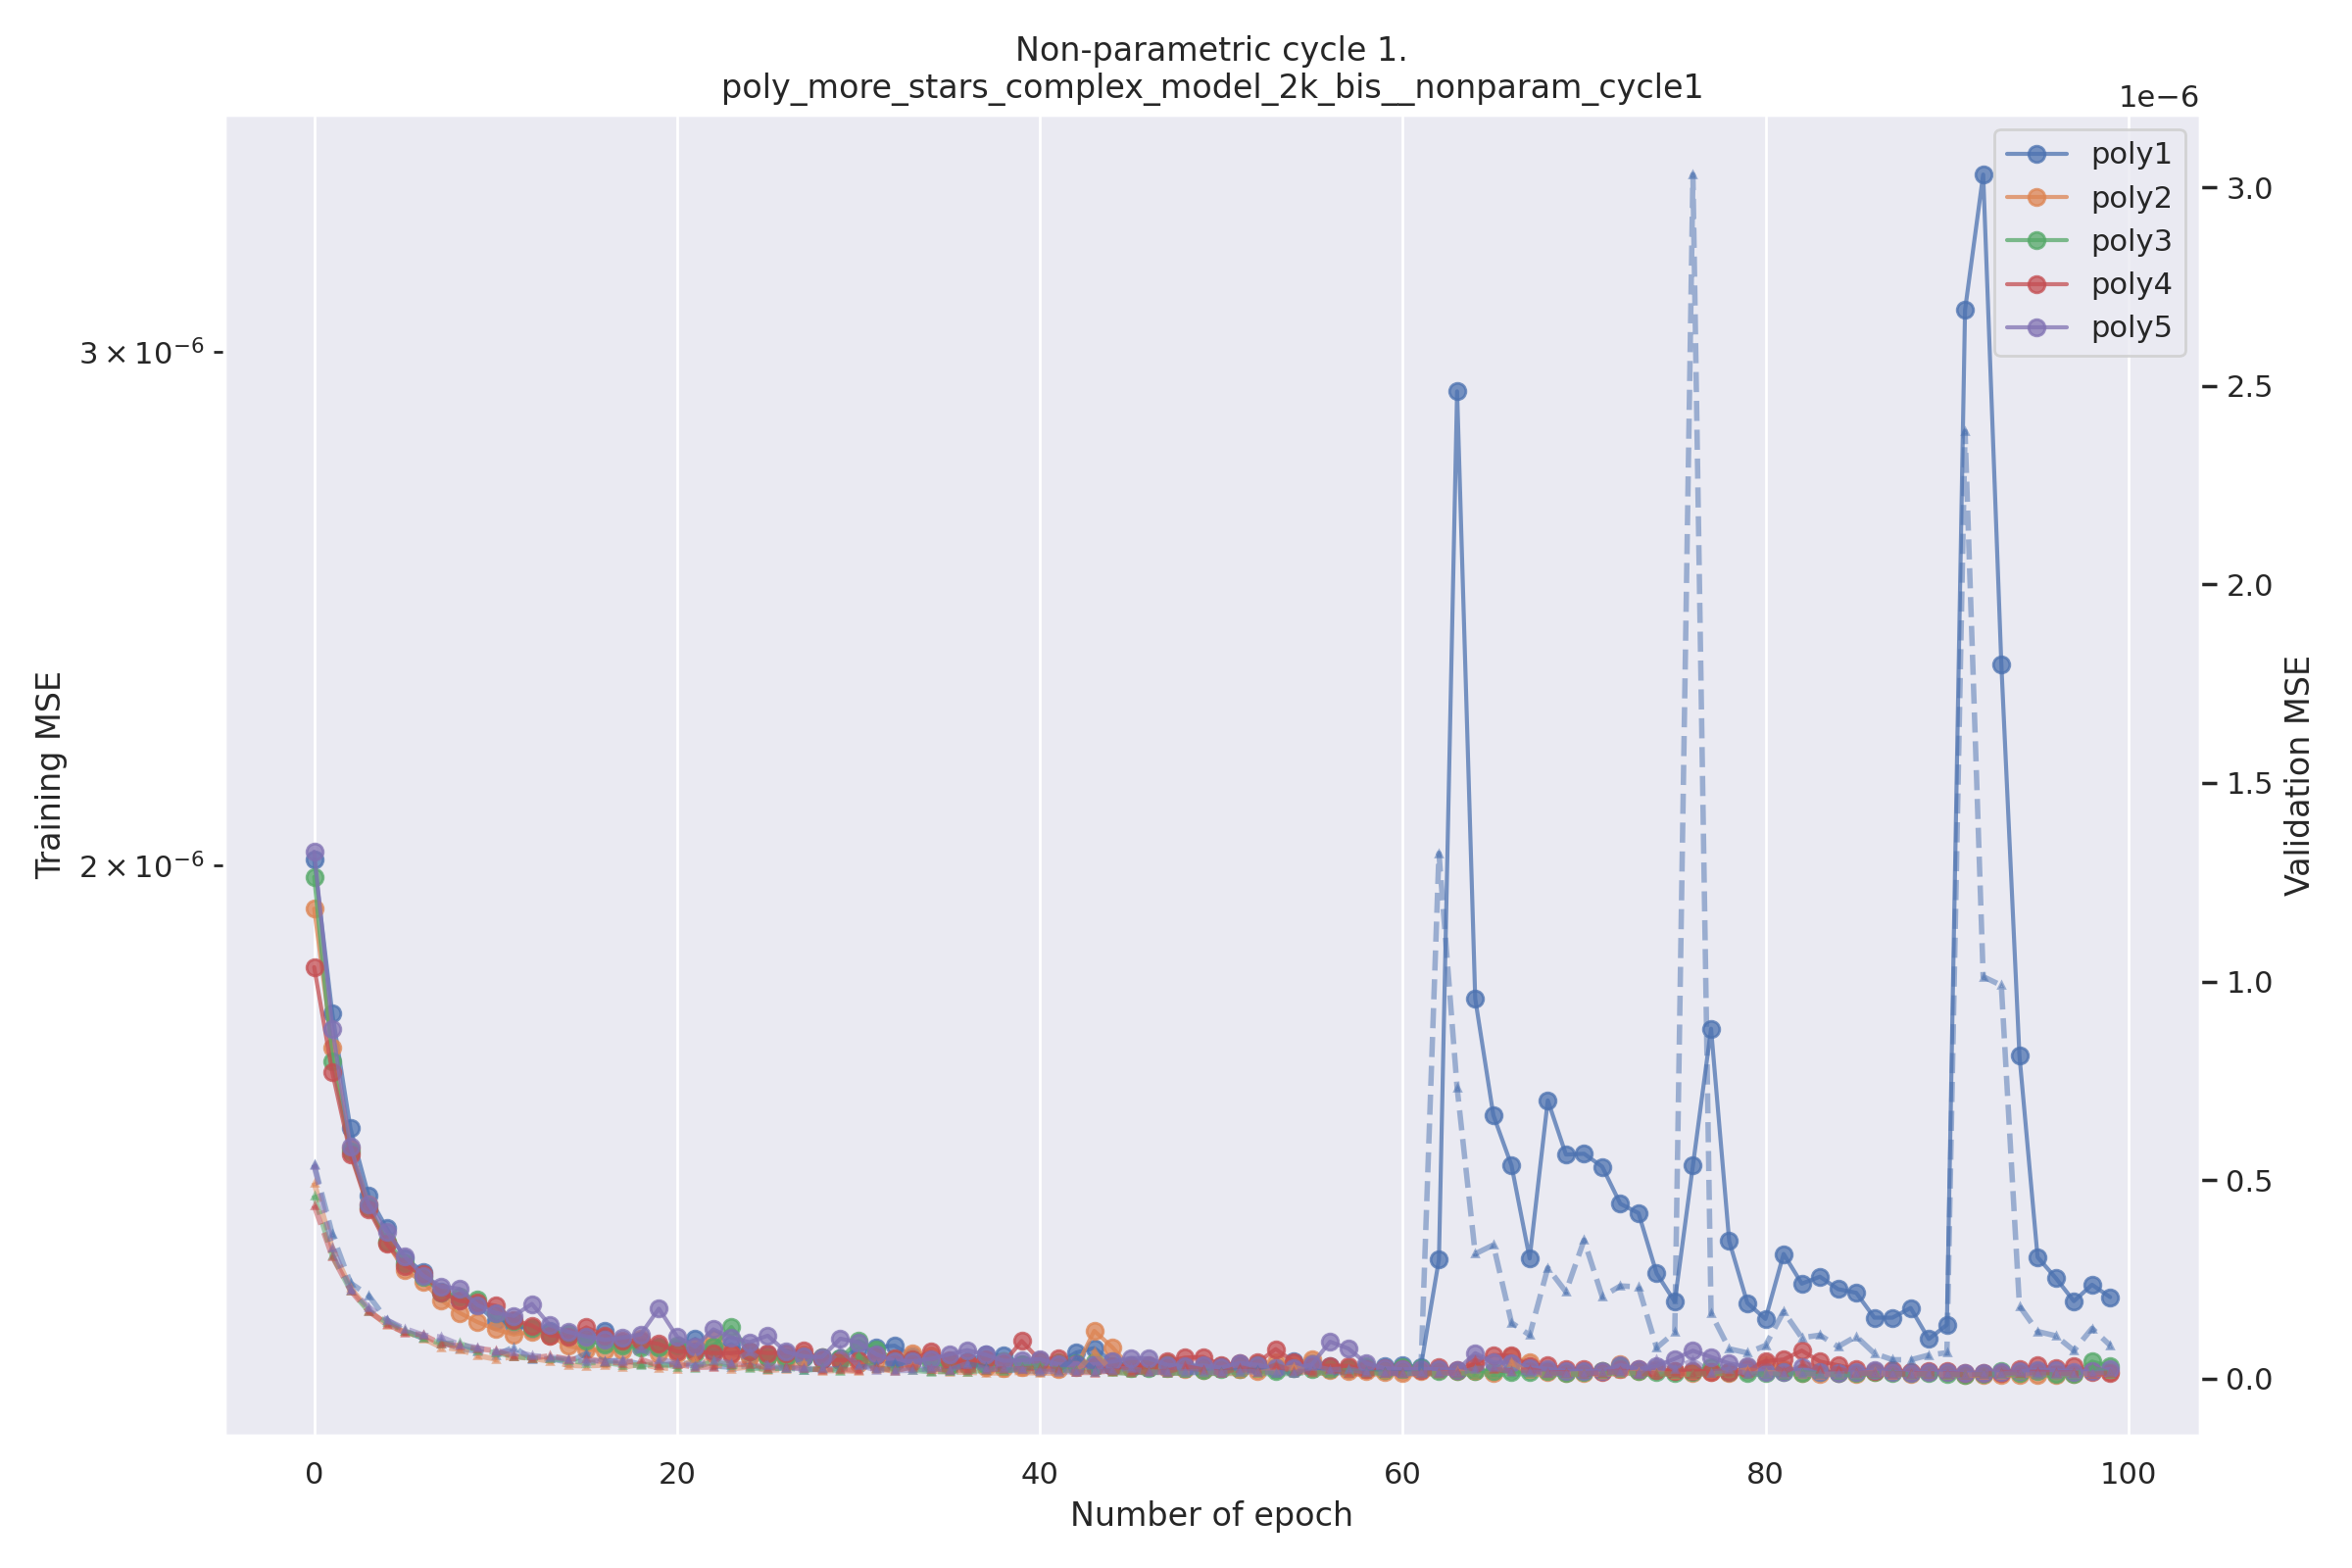 Non-parametric cycle 1.
poly_more_stars_complex_model_2k_bis__nonparam_cycle1
1e−6
poly1
poly2
poly3
poly4
poly5
3 × 10⁻⁶
2 × 10⁻⁶
Training MSE
3.0
2.5
2.0
1.5
1.0
0.5
0.0
Validation MSE
0 20 40 60 80 100
Number of epoch